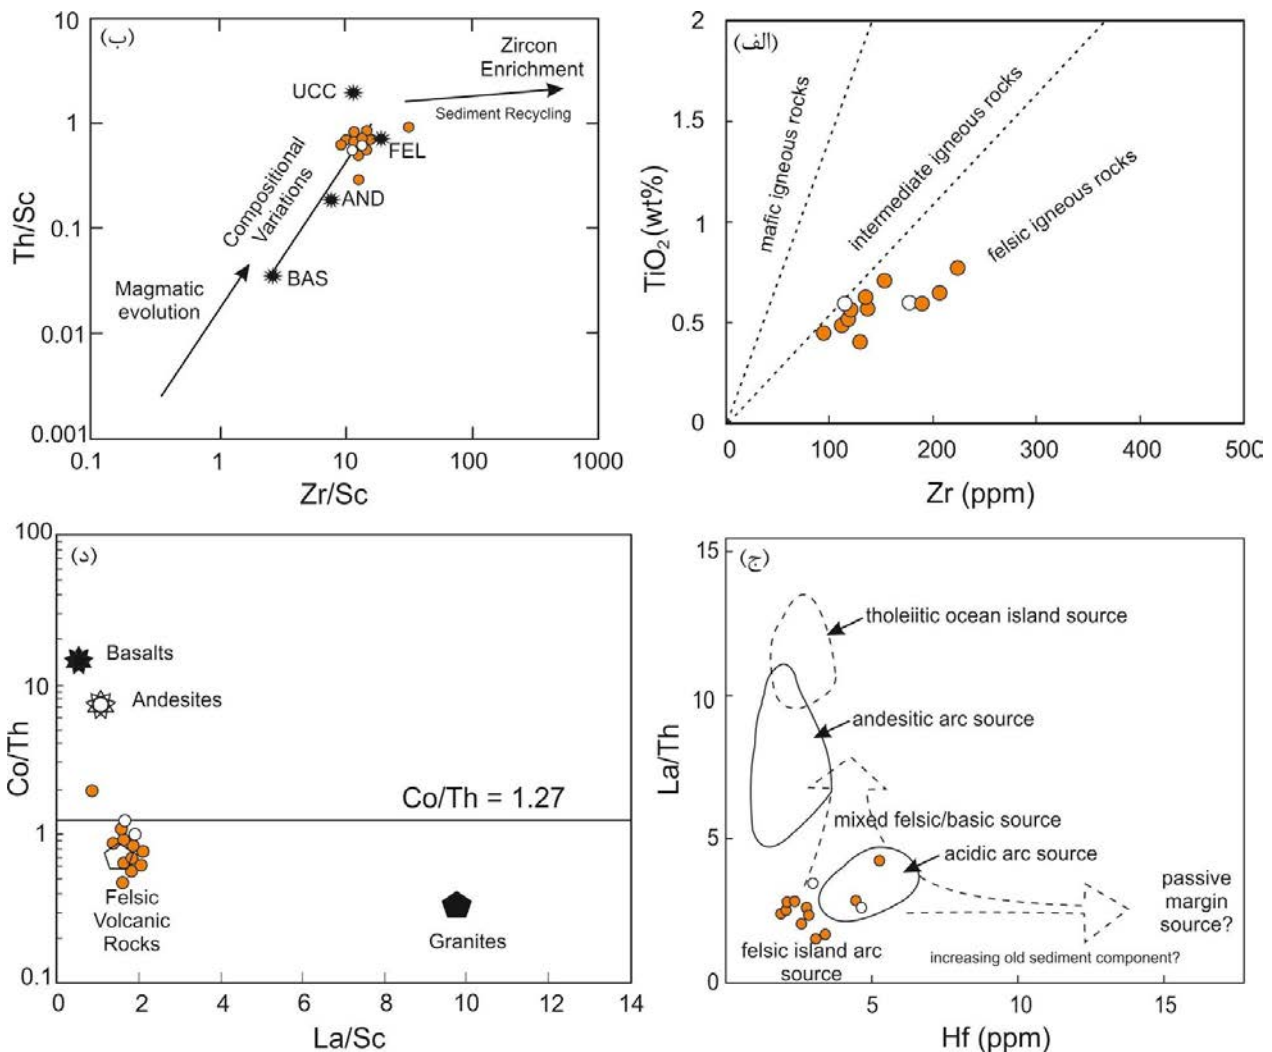 (ب)
10
1
0.1
0.01
0.001
Th/Sc
0.1
1
10
100
1000
Zr/Sc
UCC
FEL
AND
BAS
Zircon
Enrichment
Sediment Recycling
Compositional
Variations
Magmatic
evolution
(الف)
2
1.5
1
0.5
0
TiO2 (wt%)
0
100
200
300
400
500
Zr (ppm)
mafic igneous rocks
intermediate igneous rocks
felsic igneous rocks
(د)
100
10
1
0.1
Co/Th
0
2
4
6
8
10
12
14
La/Sc
Basalts
Andesites
Co/Th = 1.27
Felsic
Volcanic
Rocks
Granites
(ج)
15
10
5
0
La/Th
5
10
15
Hf (ppm)
tholeiitic ocean island source
andesitic arc source
mixed felsic/basic source
acidic arc source
felsic island arc
source
passive
margin
source?
increasing old sediment component?